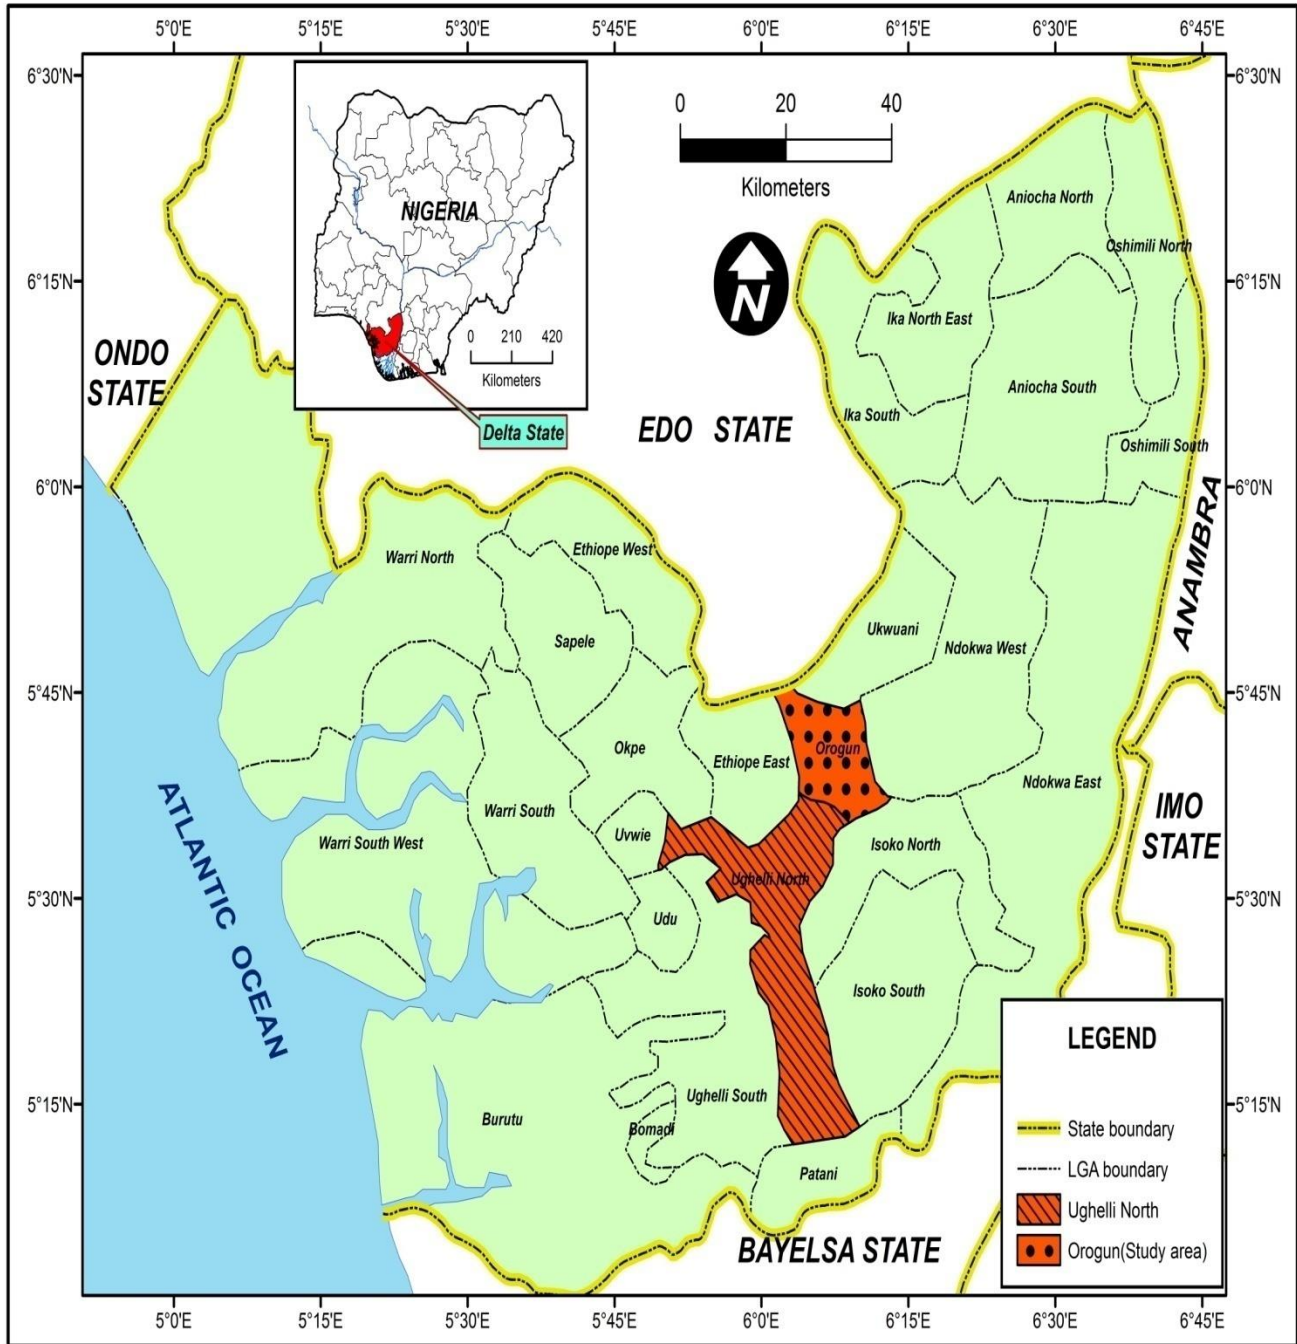 5°0'E 5°15'E 5°30'E 5°45'E 6°0'E 6°15'E 6°30'E 6°45'E
6°30'N
6°30'N
0 20 40
Kilometers
NIGERIA
0 210 420
Kilometers
Delta State
N
Aniocha North
Oshimili North
6°15'N
6°15'N
Ika North East
ONDO
STATE
EDO STATE
Aniocha South
Ika South
Oshimili South
6°0'N
6°0'N
ANAMBRA
Warri North
Ethiope West
Sapele
Ukwuani
Ndokwa West
5°45'N
5°45'N
Okpe
Ethiope East
Orogun
Ndokwa East
ATLANTIC OCEAN
Warri South
Warri South West
Uvwie
Isoko North
IMO
STATE
Ughelli North
5°30'N
5°30'N
Udu
Isoko South
Ughelli South
5°15'N
5°15'N
Burutu
Bomadi
Patani
BAYELSA STATE
LEGEND
State boundary
LGA boundary
Ughelli North
Orogun(Study area)
5°0'E 5°15'E 5°30'E 5°45'E 6°0'E 6°15'E 6°30'E 6°45'E